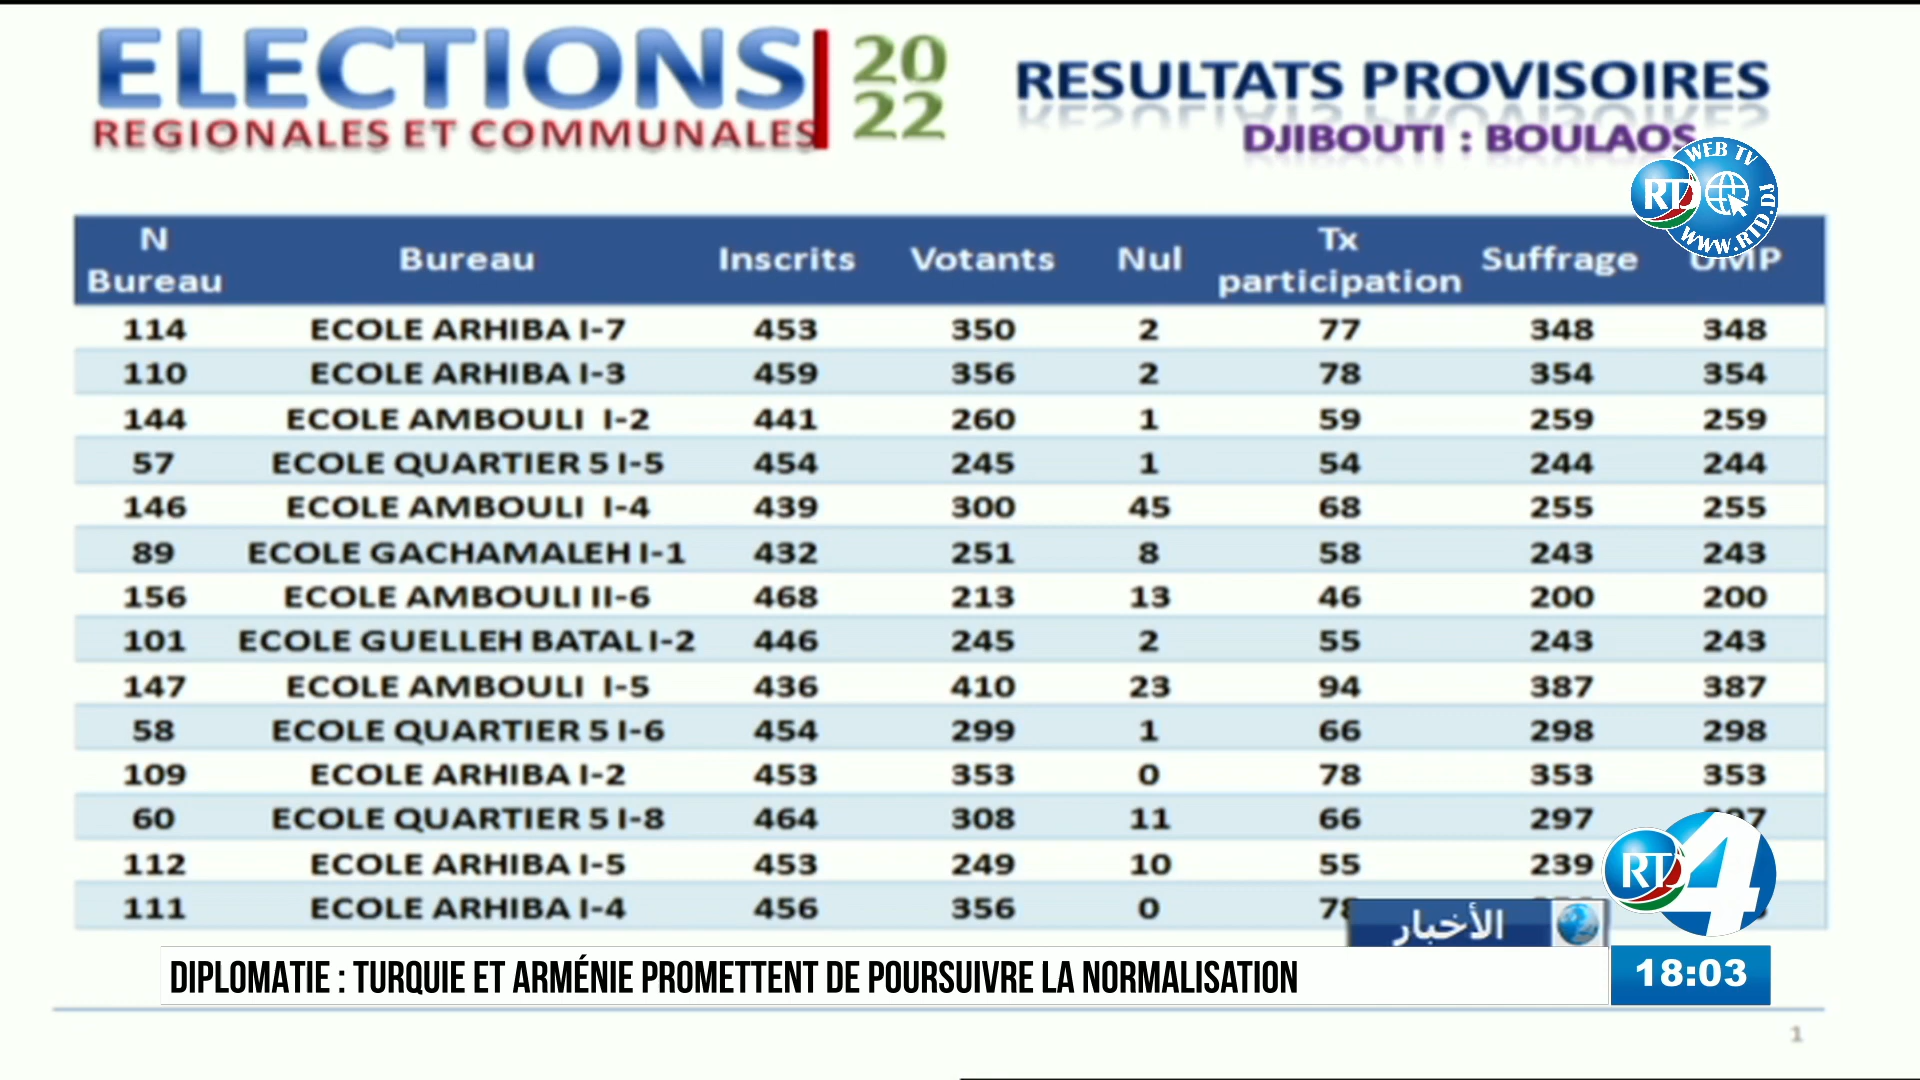 ELECTIONS 20 22
REGIONALES ET COMMUNALES
RESULTATS PROVISOIRES
DJIBOUTI : BOULAOS
WEB TV
RTD
WWW.RTD.DJ
N Bureau Bureau Inscrits Votants Nul Tx participation Suffrage UMP
114 ECOLE ARHIBA I-7 453 350 2 77 348 348
110 ECOLE ARHIBA I-3 459 356 2 78 354 354
144 ECOLE AMBOULI I-2 441 260 1 59 259 259
57 ECOLE QUARTIER 5 I-5 454 245 1 54 244 244
146 ECOLE AMBOULI I-4 439 300 45 68 255 255
89 ECOLE GACHAMALEH I-1 432 251 8 58 243 243
156 ECOLE AMBOULI II-6 468 213 13 46 200 200
101 ECOLE GUELLEH BATAL I-2 446 245 2 55 243 243
147 ECOLE AMBOULI I-5 436 410 23 94 387 387
58 ECOLE QUARTIER 5 I-6 454 299 1 66 298 298
109 ECOLE ARHIBA I-2 453 353 0 78 353 353
60 ECOLE QUARTIER 5 I-8 464 308 11 66 297
112 ECOLE ARHIBA I-5 453 249 10 55 239
111 ECOLE ARHIBA I-4 456 356 0 78
RTD 4
الأخبار
DIPLOMATIE : TURQUIE ET ARMÉNIE PROMETTENT DE POURSUIVRE LA NORMALISATION
18:03
1